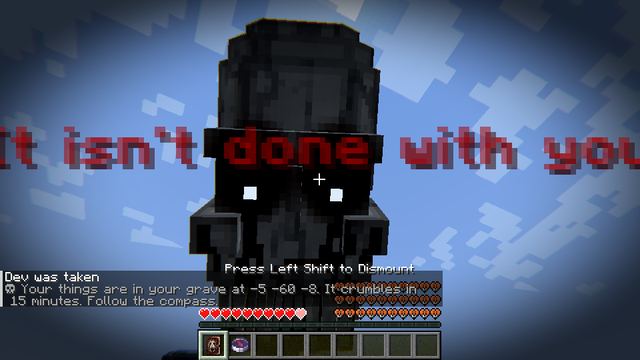 It isn't done with you
Press Left Shift to Dismount
Dev was taken
Your things are in your grave at -5 -60 -8. It crumbles in
15 minutes. Follow the compass.